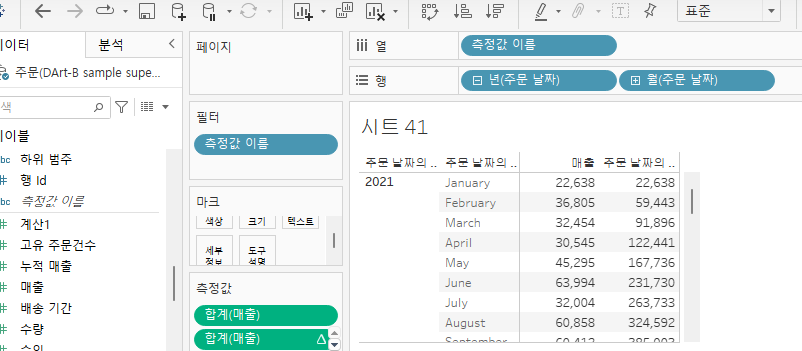 표준
이터
분석
페이지
열
측정값 이름
주문(DArt-B sample supe...
행
년(주문 날짜)
월(주문 날짜)
색
필터
측정값 이름
시트 41
이블
abc 하위 범주
# 행 Id
abc 측정값 이름
# 계산1
# 고유 주문건수
# 누적 매출
# 매출
# 배송 기간
# 수량
마크
색상 크기 텍스트
세부 정보
도구 설명
측정값
합계(매출)
합계(매출) Δ
주문 날짜의 .. 주문 날짜의 .. 매출 주문 날짜의 ..
2021 January 22,638 22,638
February 36,805 59,443
March 32,454 91,896
April 30,545 122,441
May 45,295 167,736
June 63,994 231,730
July 32,004 263,733
August 60,858 324,592